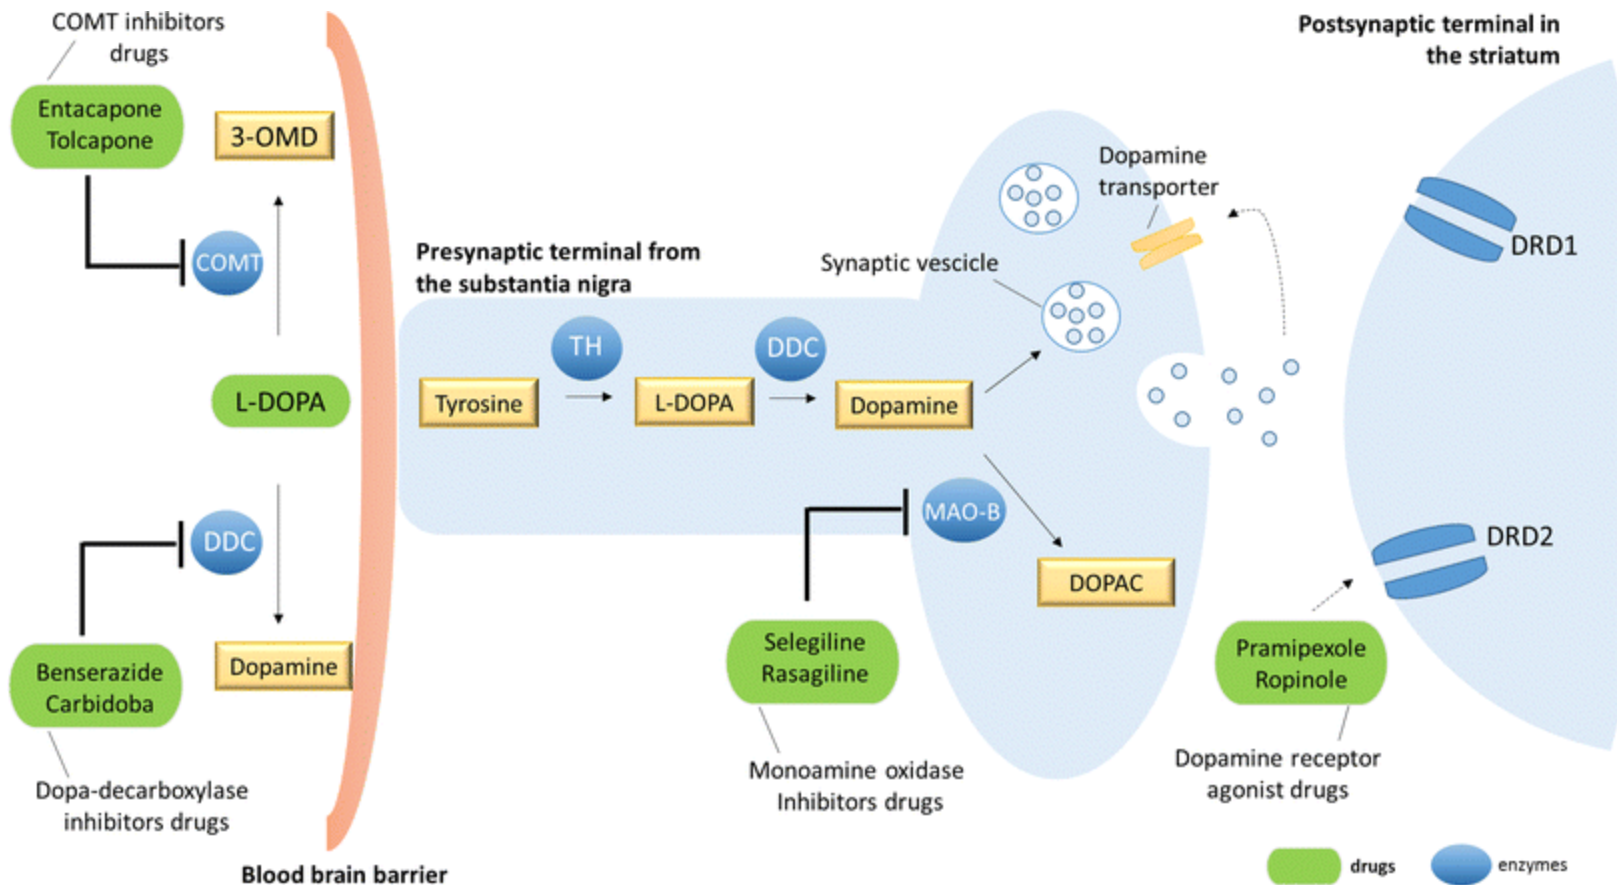 COMT inhibitors
drugs
Entacapone
Tolcapone
3-OMD
COMT
L-DOPA
DDC
Benserazide
Carbidoba
Dopamine
Dopa-decarboxylase
inhibitors drugs
Blood brain barrier
Presynaptic terminal from
the substantia nigra
Tyrosine
TH
L-DOPA
DDC
Dopamine
Synaptic vescicle
Dopamine
transporter
MAO-B
DOPAC
Selegiline
Rasagiline
Monoamine oxidase
Inhibitors drugs
Postsynaptic terminal in
the striatum
DRD1
DRD2
Pramipexole
Ropinole
Dopamine receptor
agonist drugs
drugs
enzymes